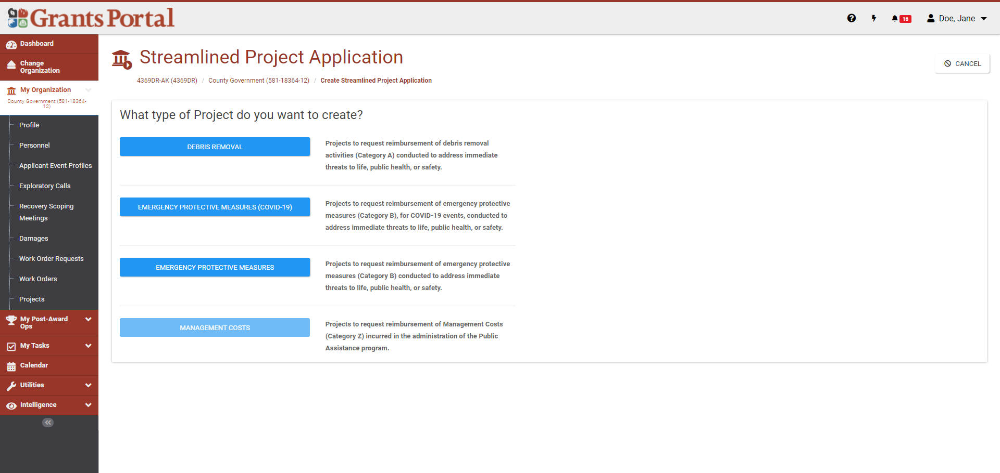 Grants Portal
16
Doe, Jane
Dashboard
Change
Organization
My Organization
County Government (581-18364-
12)
Profile
Personnel
Applicant Event Profiles
Exploratory Calls
Recovery Scoping
Meetings
Damages
Work Order Requests
Work Orders
Projects
My Post-Award
Ops
My Tasks
Calendar
Utilities
Intelligence
Streamlined Project Application
CANCEL
4369DR-AK (4369DR) / County Government (581-18364-12) / Create Streamlined Project Application
What type of Project do you want to create?
DEBRIS REMOVAL
Projects to request reimbursement of debris removal
activities (Category A) conducted to address immediate
threats to life, public health, or safety.
EMERGENCY PROTECTIVE MEASURES (COVID-19)
Projects to request reimbursement of emergency protective
measures (Category B), for COVID-19 events, conducted to
address immediate threats to life, public health, or safety.
EMERGENCY PROTECTIVE MEASURES
Projects to request reimbursement of emergency protective
measures (Category B) conducted to address immediate
threats to life, public health, or safety.
MANAGEMENT COSTS
Projects to request reimbursement of Management Costs
(Category Z) incurred in the administration of the Public
Assistance program.